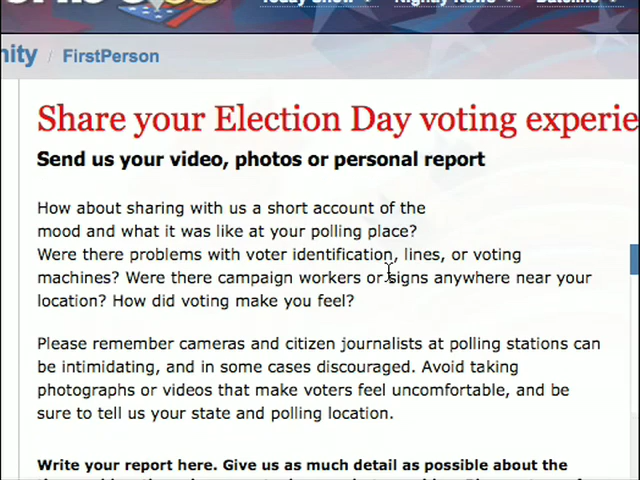 Today Show
Nightly News
Dateline
nity / FirstPerson
Share your Election Day voting experie
Send us your video, photos or personal report
How about sharing with us a short account of the
mood and what it was like at your polling place?
Were there problems with voter identification, lines, or voting
machines? Were there campaign workers or signs anywhere near your
location? How did voting make you feel?
Please remember cameras and citizen journalists at polling stations can
be intimidating, and in some cases discouraged. Avoid taking
photographs or videos that make voters feel uncomfortable, and be
sure to tell us your state and polling location.
Write your report here. Give us as much detail as possible about the